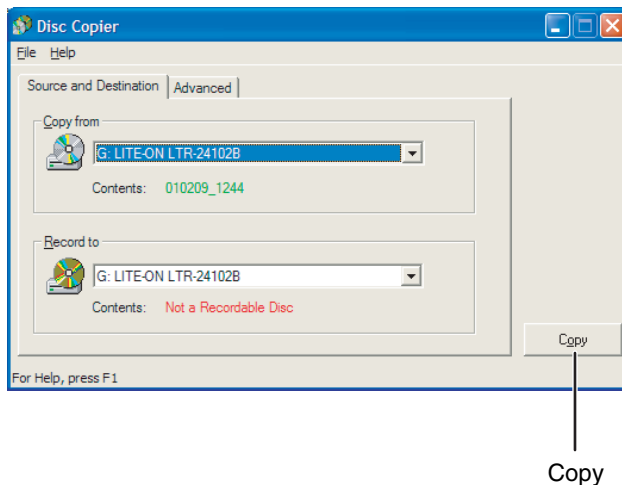 Disc Copier
File Help
Source and Destination Advanced
Copy from
G: LITE-ON LTR-24102B
Contents: 010209_1244
Record to
G: LITE-ON LTR-24102B
Contents: Not a Recordable Disc
Copy
For Help, press F1
Copy